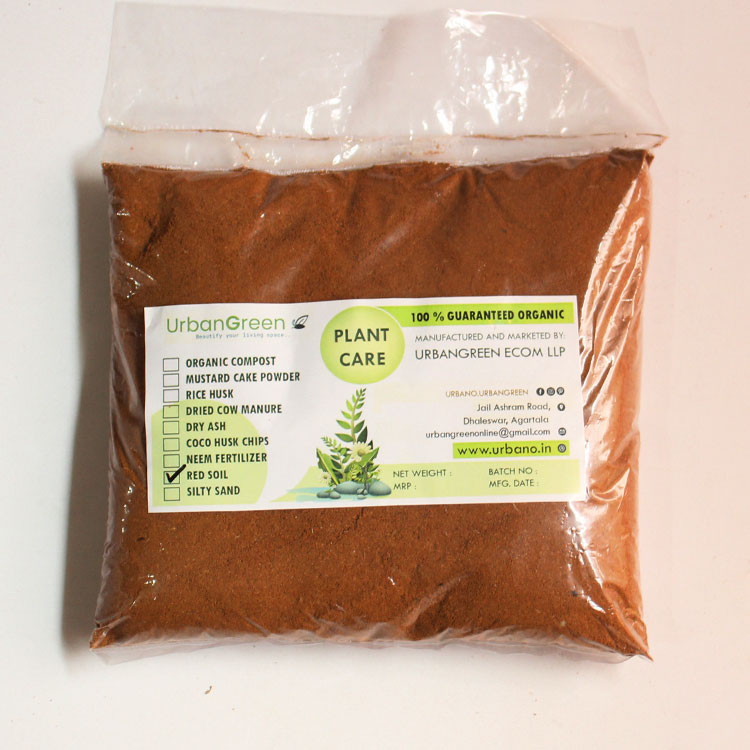 UrbanGreen
Beautify your living space..
ORGANIC COMPOST
MUSTARD CAKE POWDER
RICE HUSK
DRIED COW MANURE
DRY ASH
COCO HUSK CHIPS
NEEM FERTILIZER
RED SOIL
SILTY SAND
PLANT
CARE
100 % GUARANTEED ORGANIC
MANUFACTURED AND MARKETED BY:
URBANGREEN ECOM LLP
URBANO.URBANGREEN
Jail Ashram Road,
Dhaleswar, Agartala
urbangreenonline@gmail.com
www.urbano.in
NET WEIGHT :
MRP :
BATCH NO :
MFG. DATE :